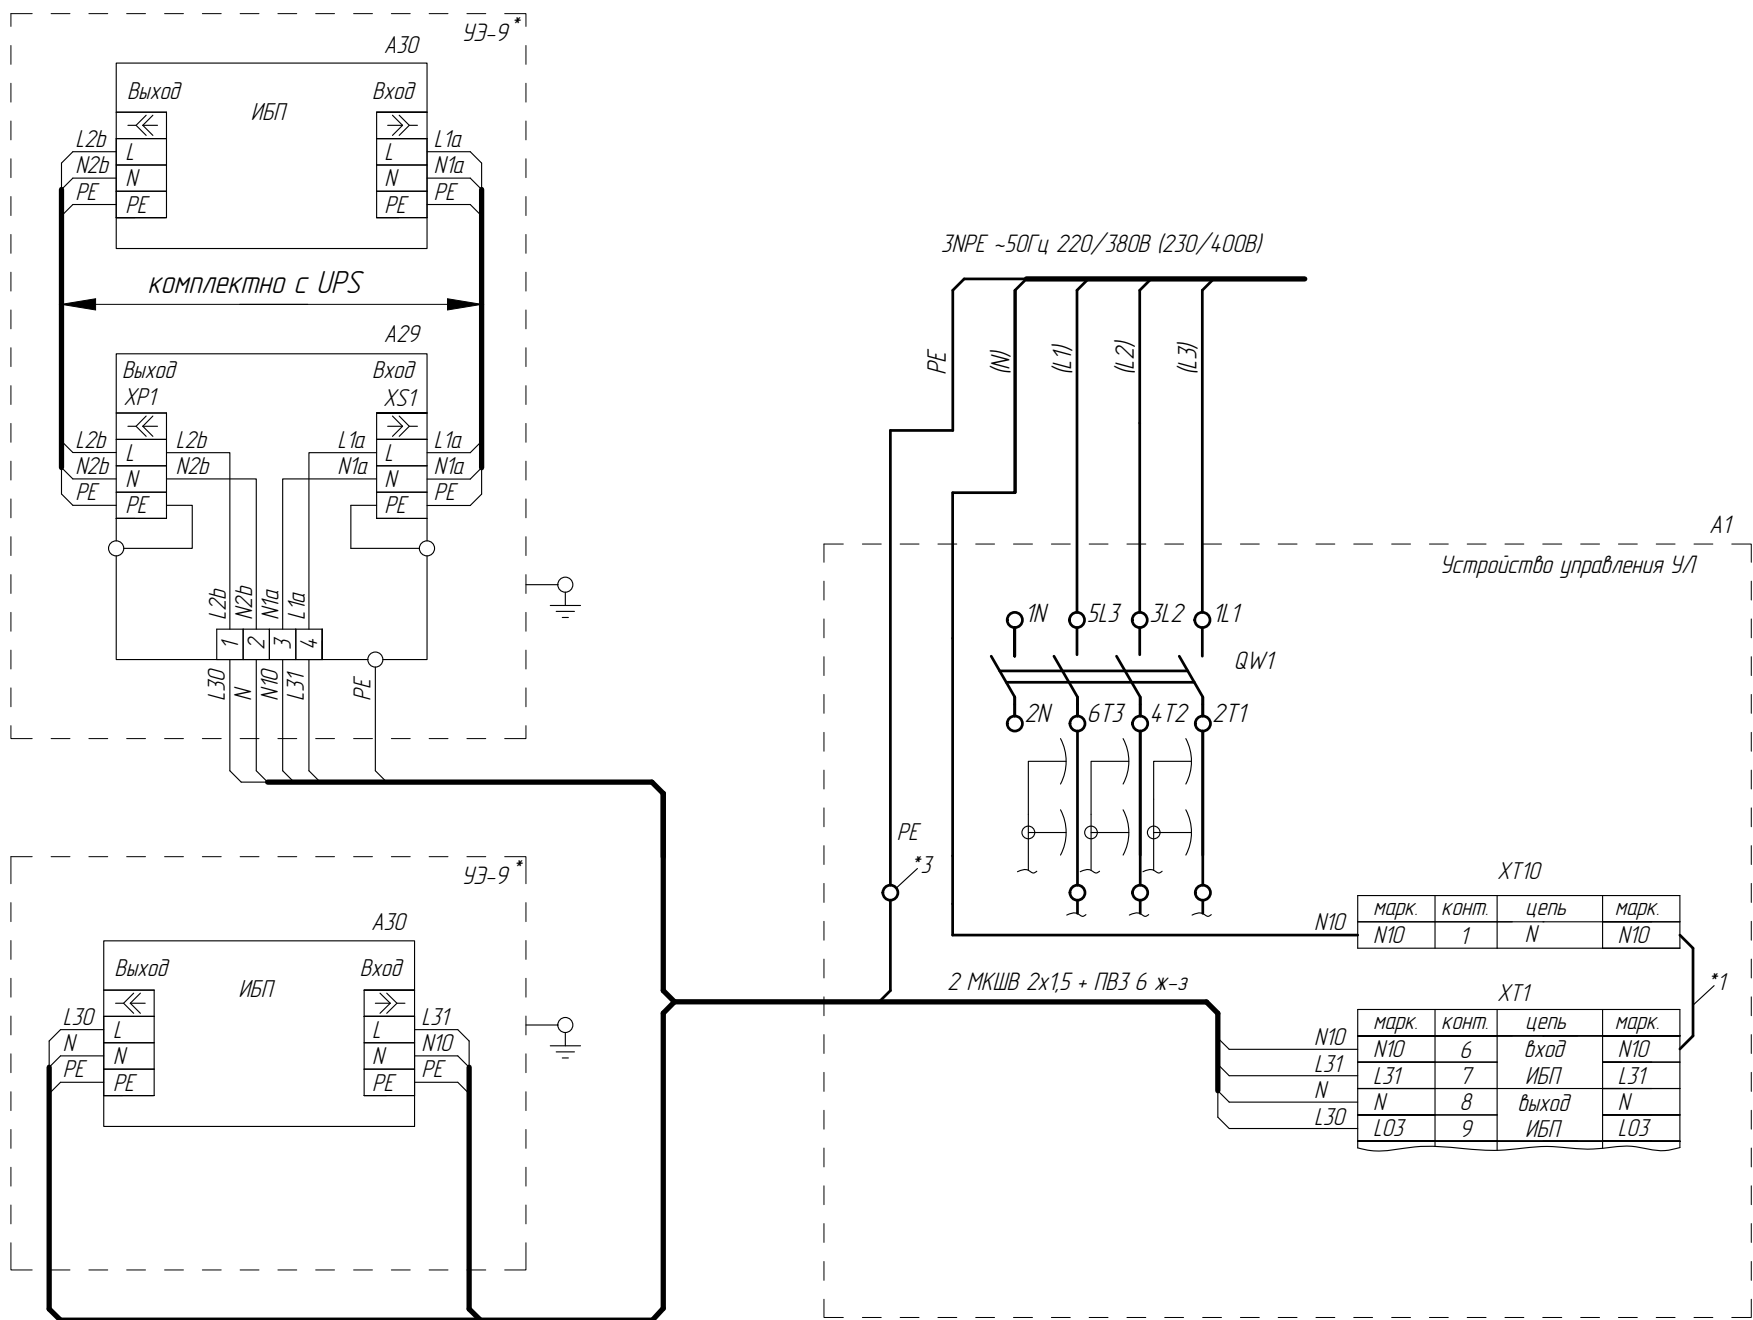 УЭ-9*
А30
Выход ИБП Вход
L2b L L L1a
N2b N N N1a
PE PE PE PE
комплектно с UPS
А29
Выход Вход
XP1 XS1
L2b L L2b L1a L L1a
N2b N N2b N1a N N1a
PE PE PE PE
L2b N2b N1a L1a
1 2 3 4
L30 N N10 L31 PE
УЭ-9*
А30
Выход ИБП Вход
L30 L L L31
N N N N10
PE PE PE PE
3NPE ~50Гц 220/380В (230/400В)
PE (N) (L1) (L2) (L3)
А1
Устройство управления УЛ
1N 5L3 3L2 1L1
QW1
2N 6T3 4T2 2T1
PE
*3
XT10
марк. конт. цепь марк.
N10 N10 1 N N10
*1
2 МКШВ 2х1,5 + ПВ3 6 ж-з
XT1
марк. конт. цепь марк.
N10 N10 6 вход N10
L31 L31 7 ИБП L31
N N 8 выход N
L30 L03 9 ИБП L03